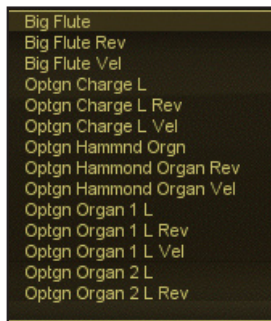 Big Flute
Big Flute Rev
Big Flute Vel
Optgn Charge L
Optgn Charge L Rev
Optgn Charge L Vel
Optgn Hammnd Orgn
Optgn Hammond Organ Rev
Optgn Hammond Organ Vel
Optgn Organ 1 L
Optgn Organ 1 L Rev
Optgn Organ 1 L Vel
Optgn Organ 2 L
Optgn Organ 2 L Rev